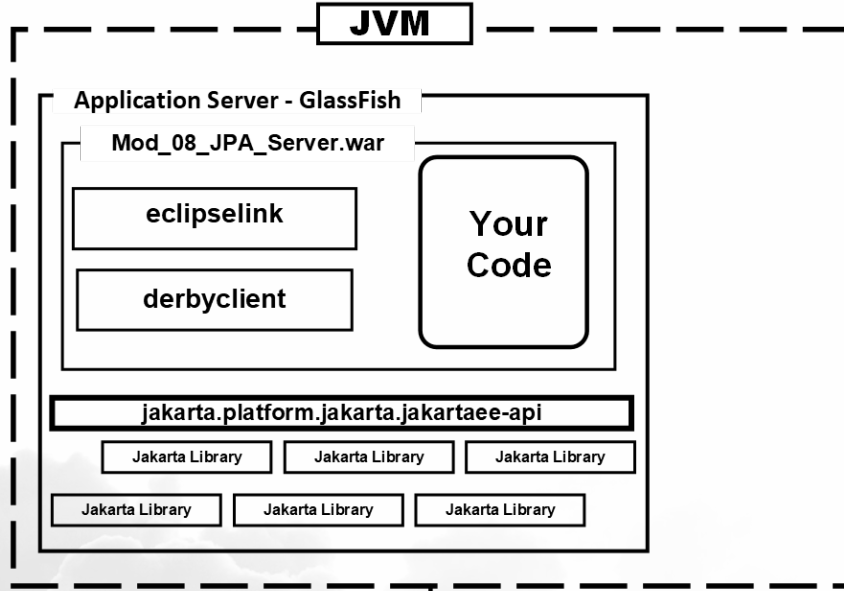 JVM
Application Server - GlassFish
Mod_08_JPA_Server.war
eclipselink
derbyclient
Your
Code
jakarta.platform.jakarta.jakartaee-api
Jakarta Library
Jakarta Library
Jakarta Library
Jakarta Library
Jakarta Library
Jakarta Library